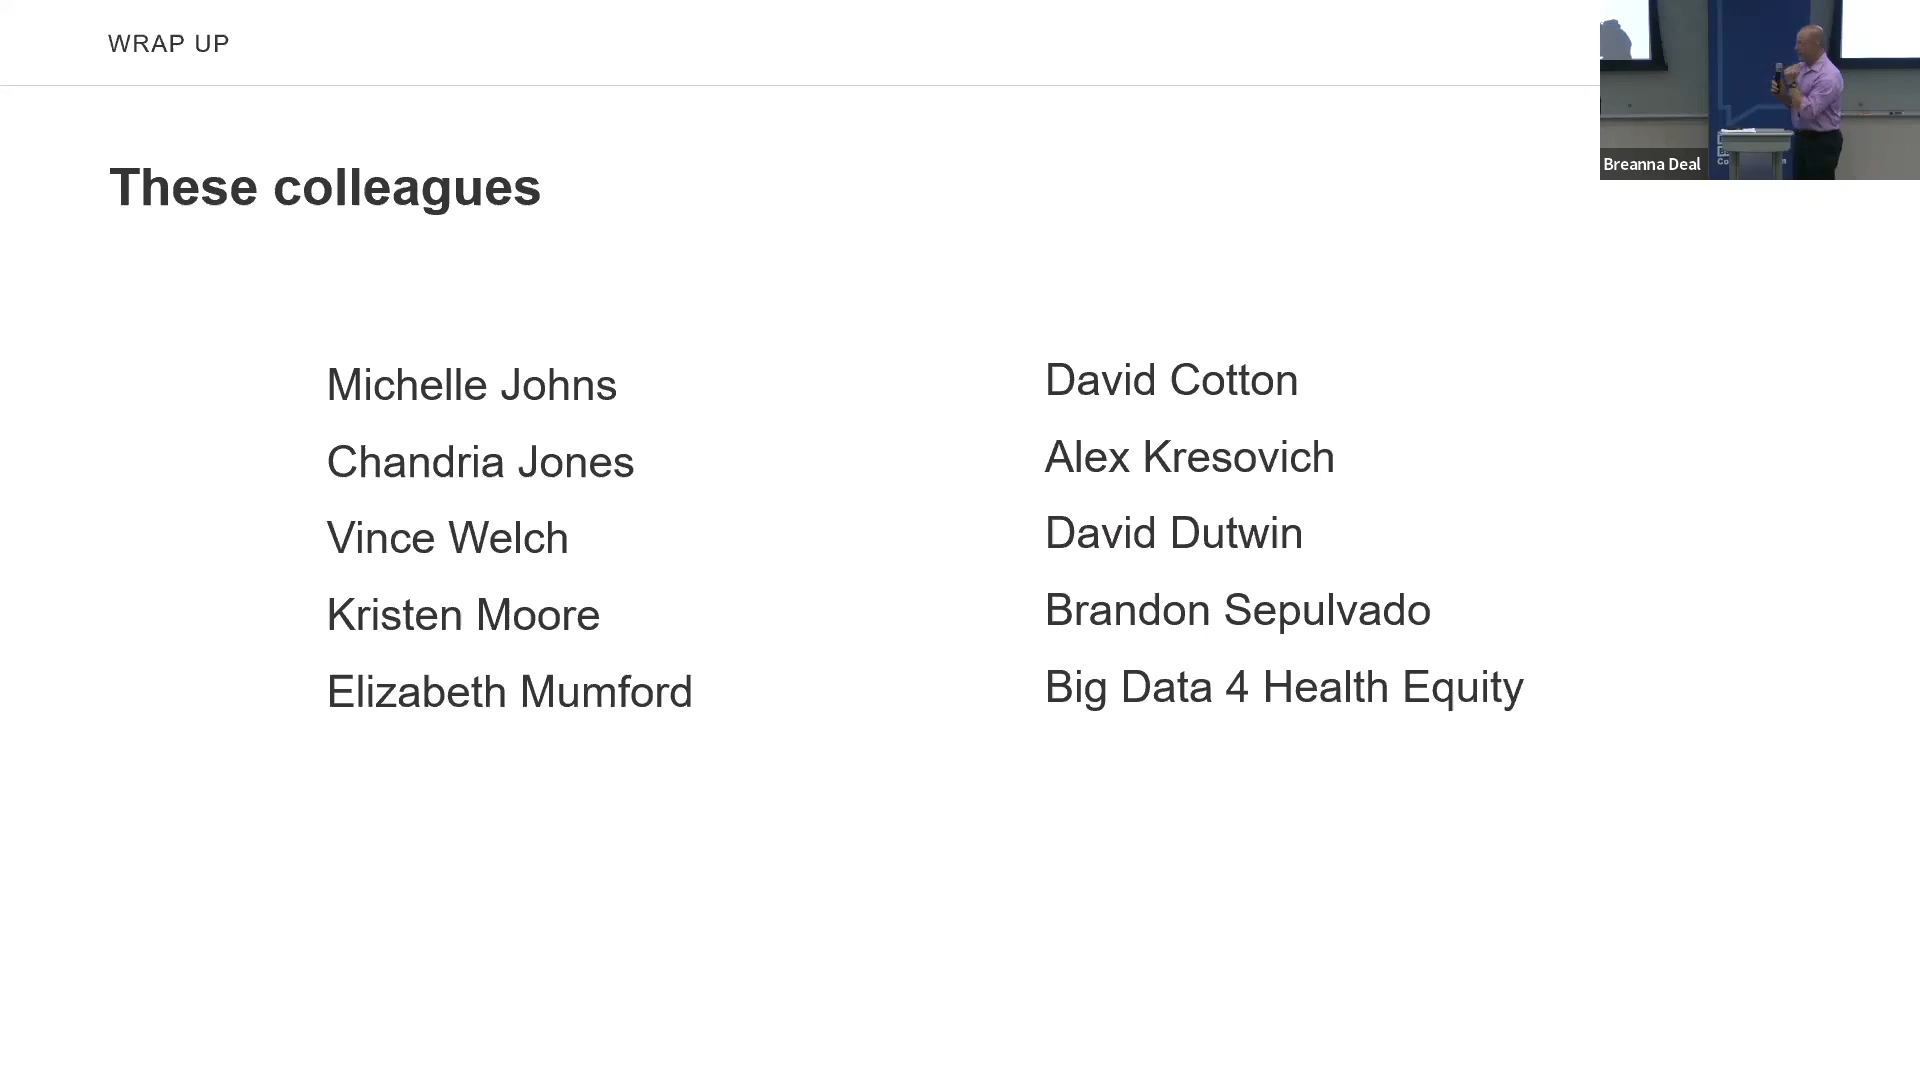 WRAP UP
These colleagues
Michelle Johns
Chandria Jones
Vince Welch
Kristen Moore
Elizabeth Mumford
David Cotton
Alex Kresovich
David Dutwin
Brandon Sepulvado
Big Data 4 Health Equity
Breanna Deal